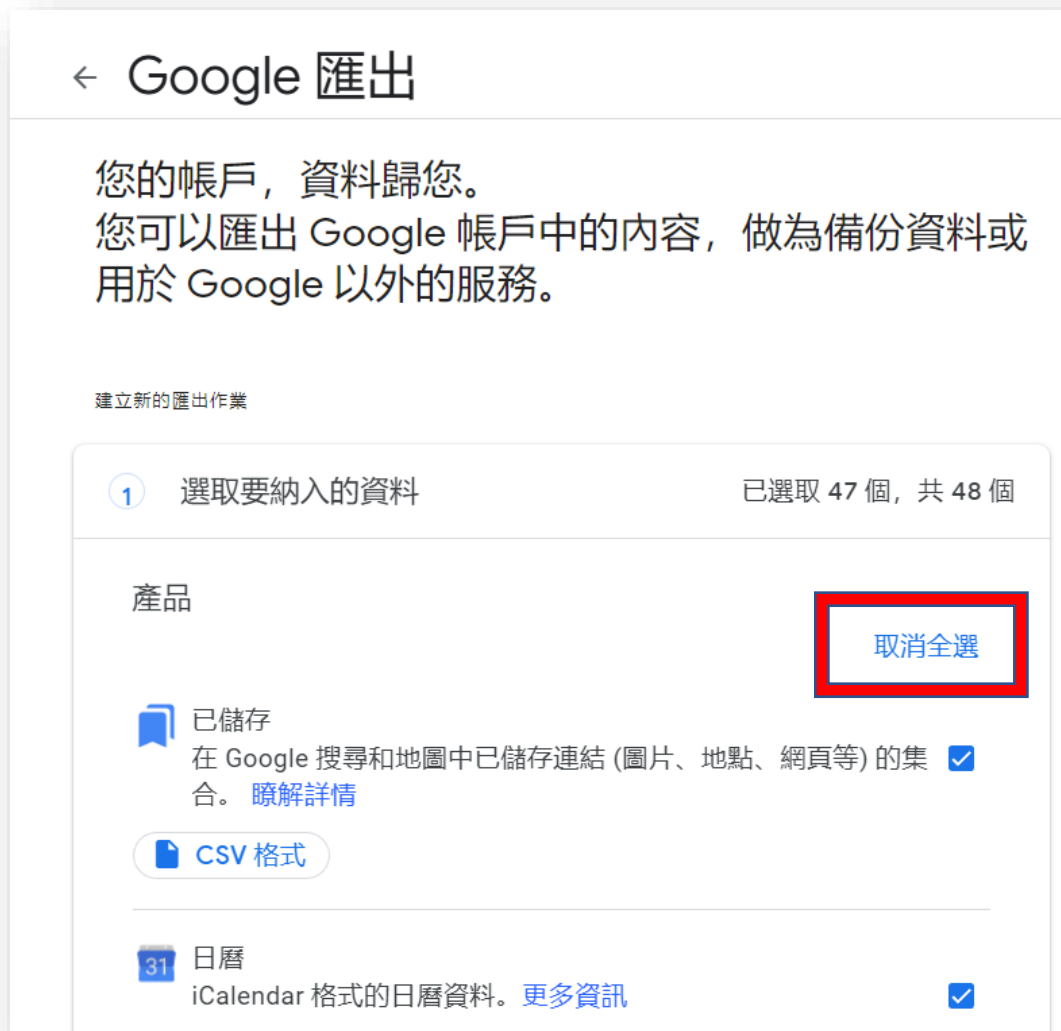 Google 匯出
您的帳戶，資料歸您。
您可以匯出 Google 帳戶中的內容，做為備份資料或
用於 Google 以外的服務。
建立新的匯出作業
1 選取要納入的資料 已選取 47 個，共 48 個
產品
取消全選
已儲存
在 Google 搜尋和地圖中已儲存連結 (圖片、地點、網頁等) 的集
合。 瞭解詳情
CSV 格式
31 日曆
iCalendar 格式的日曆資料。更多資訊